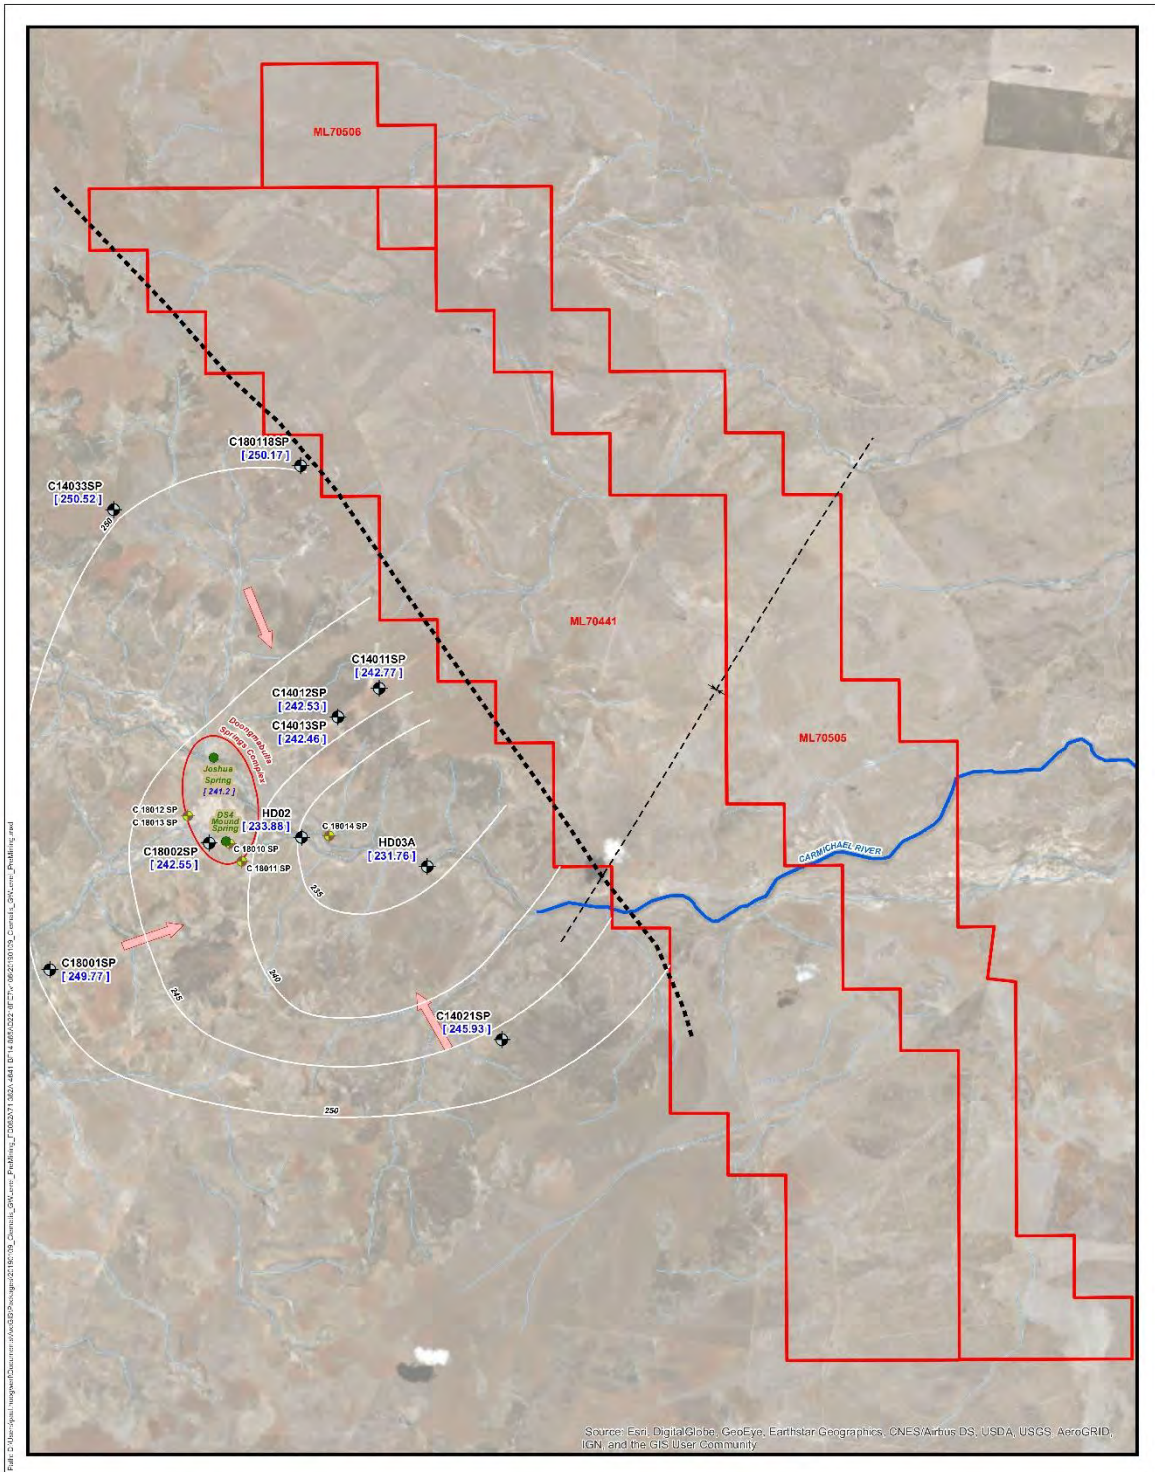 ML70506
C180118SP
[ 250.17 ]
C14033SP
[ 250.52 ]
250
ML70441
C14011SP
[ 242.77 ]
C14012SP
[ 242.53 ]
C14013SP
[ 242.46 ]
Doongmabulla
Springs Complex
ML70505
Joshua
Spring
[ 241.2 ]
C 18012 SP
C 18013 SP
DS4
Mound
Spring
HD02
[ 233.88 ]
C 18014 SP
C18002SP
[ 242.55 ]
C 18010 SP
C 18011 SP
HD03A
[ 231.76 ]
CARMICHAEL RIVER
235
C18001SP
[ 249.77 ]
240
245
C14021SP
[ 245.93 ]
250
Source: Esri, DigitalGlobe, GeoEye, Earthstar Geographics, CNES/Airbus DS, USDA, USGS, AeroGRID,
IGN, and the GIS User Community